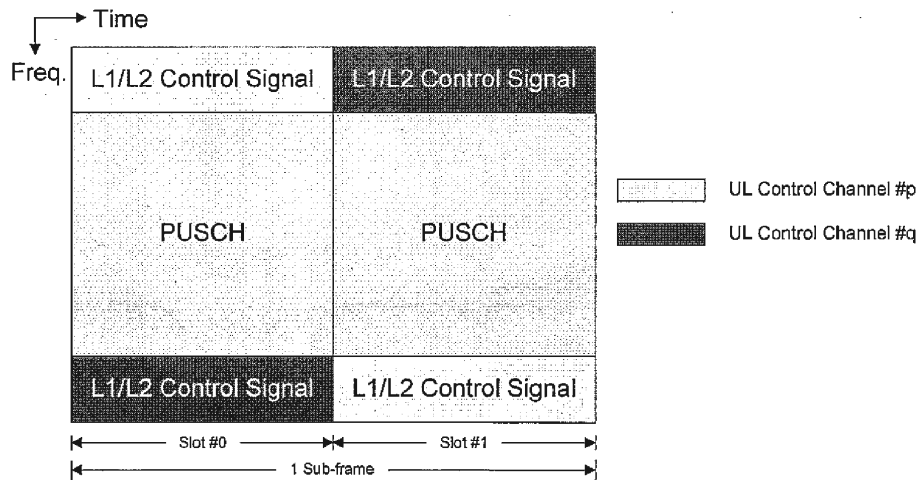 Time
Freq.
L1/L2 Control Signal
L1/L2 Control Signal
PUSCH
PUSCH
UL Control Channel #p
UL Control Channel #q
L1/L2 Control Signal
L1/L2 Control Signal
Slot #0
Slot #1
1 Sub-frame